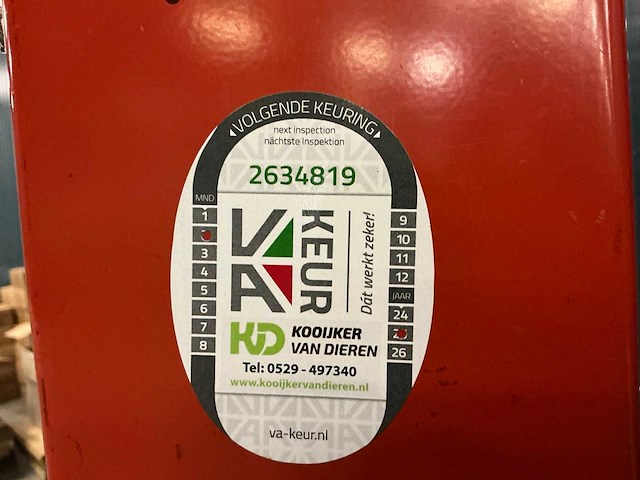 VOLGENDE KEURING
next inspection
nächtste Inspektion
2634819
MND
1
3
4
5
6
7
8
VA
KEUR
Dát werkt zeker!
9
10
11
12
JAAR
24
26
KD KOOIJKER
VAN DIEREN
Tel: 0529 - 497340
www.kooijkervandieren.nl
va-keur.nl